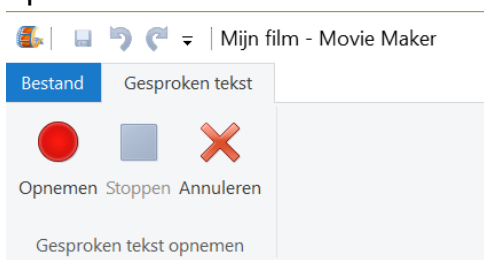 Mijn film - Movie Maker
Bestand Gesproken tekst
Opnemen Stoppen Annuleren
Gesproken tekst opnemen